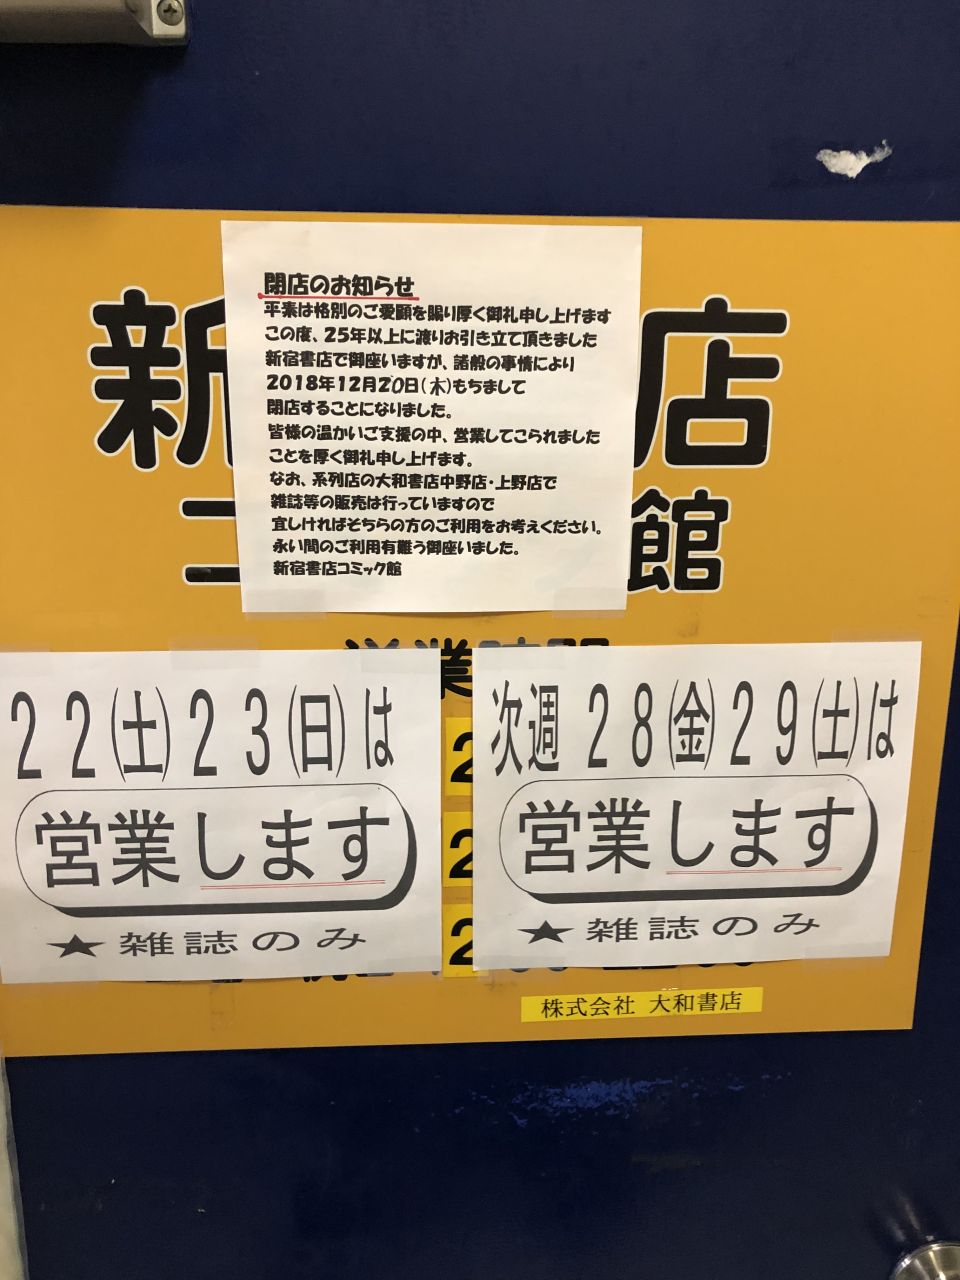 閉店のお知らせ
平素は格別のご愛顧を賜り厚く御礼申し上げます
この度、25年以上に渡りお引き立て頂きました
新宿書店で御座いますが、諸般の事情により
2018年12月20日(木)もちまして
閉店することになりました。
皆様の温かいご支援の中、営業してこられました
ことを厚く御礼申し上げます。
なお、系列店の大和書店中野店・上野店で
雑誌等の販売は行っていますので
宜しければそちらの方のご利用をお考えください。
永い間のご利用有難う御座いました。
新宿書店コミック館
新 店
コ 館
営業時間
22(土)23(日)は
営業します
★雑誌のみ
2
2
2
次週 28(金)29(土)は
営業します
★雑誌のみ
株式会社 大和書店